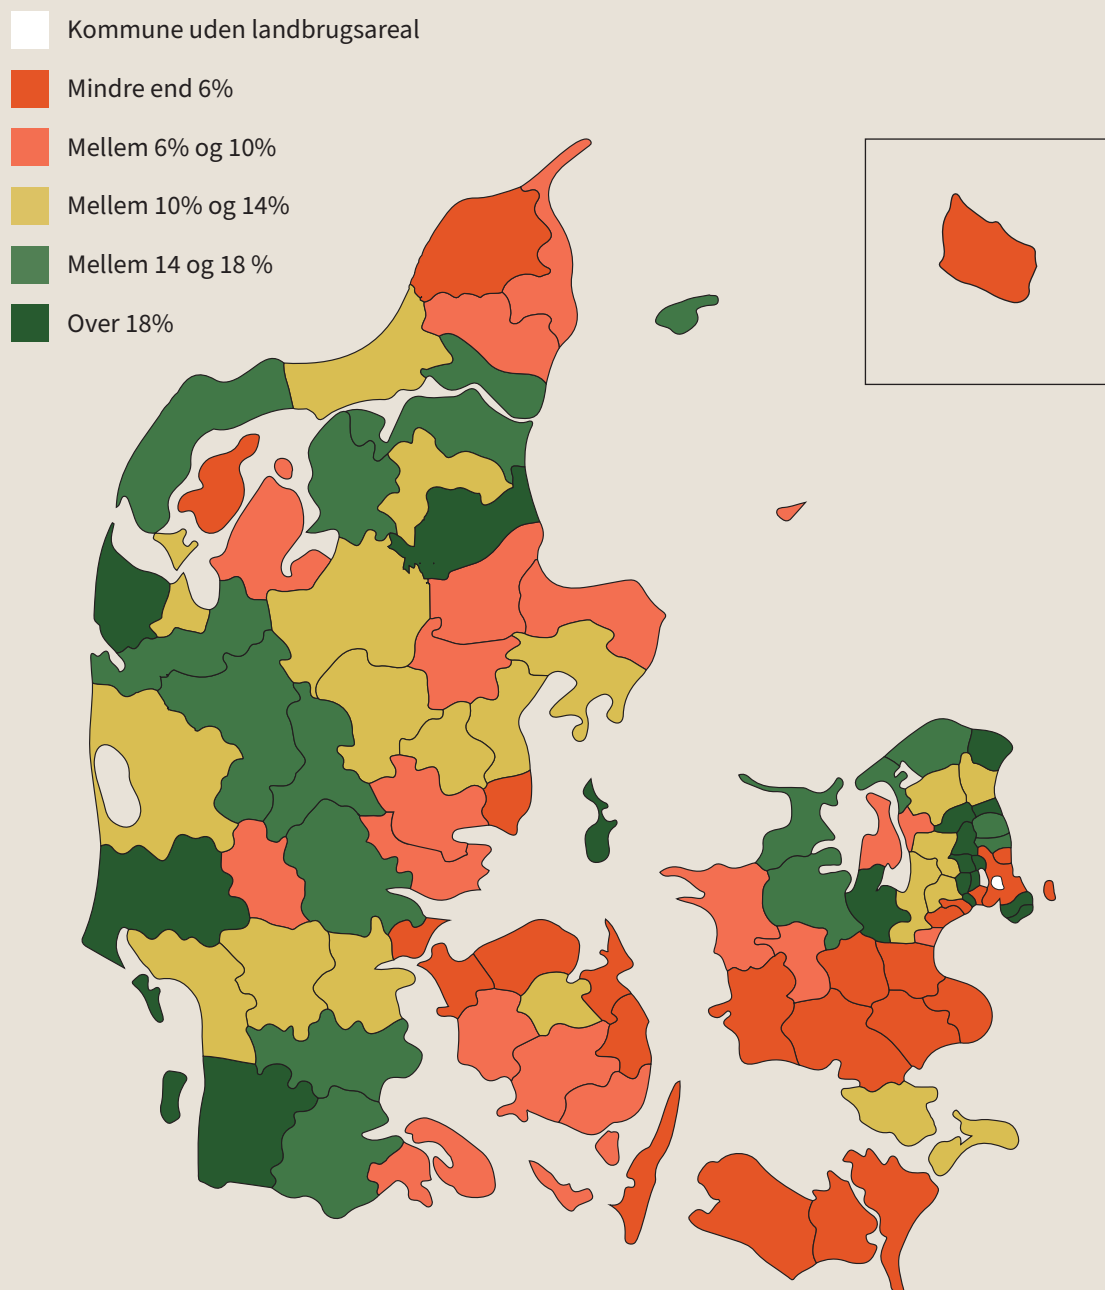 Kommune uden landbrugsareal
Mindre end 6%
Mellem 6% og 10%
Mellem 10% og 14%
Mellem 14 og 18 %
Over 18%